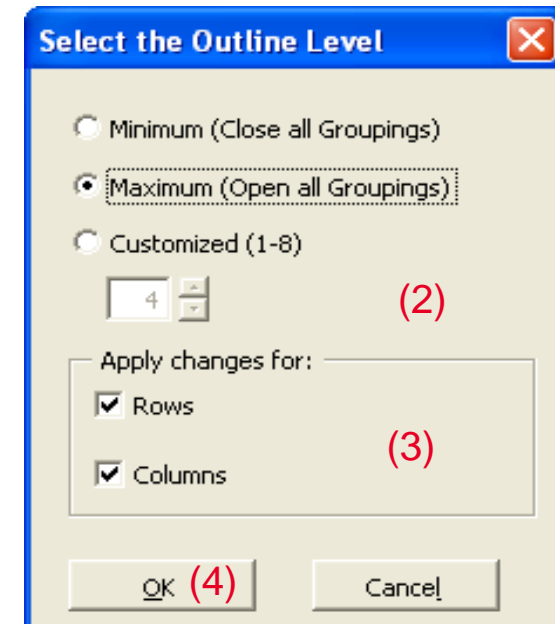 Select the Outline Level
Minimum (Close all Groupings)
Maximum (Open all Groupings)
Customized (1-8)
4 (2)
Apply changes for:
Rows
(3)
Columns
OK (4) Cancel